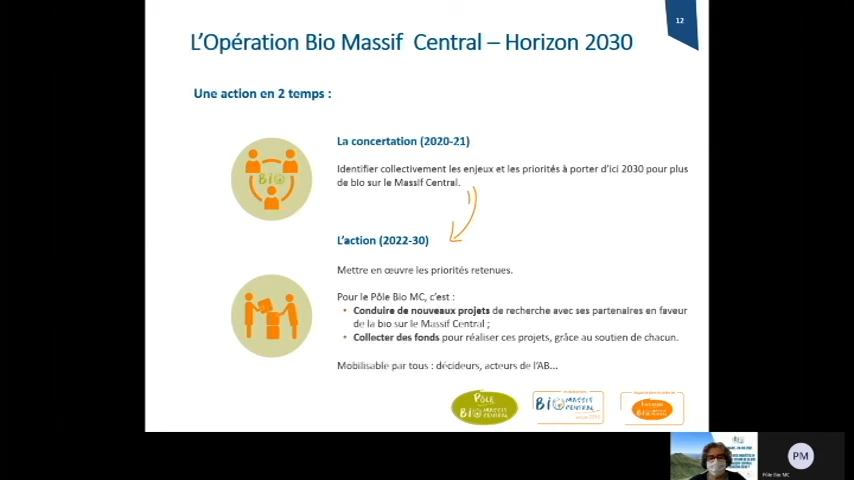 12
L'Opération Bio Massif Central – Horizon 2030
Une action en 2 temps :
La concertation (2020-21)
BIO
Identifier collectivement les enjeux et les priorités à porter d'ici 2030 pour plus
de bio sur le Massif Central.
L'action (2022-30)
Mettre en œuvre les priorités retenues.
Pour le Pôle Bio MC, c'est :
• Conduire de nouveaux projets de recherche avec ses partenaires en faveur
de la bio sur le Massif Central ;
• Collecter des fonds pour réaliser ces projets, grâce au soutien de chacun.
Mobilisable par tous : décideurs, acteurs de l'AB...
PÔLE
BIO MASSIF
CENTRAL
BIO MASSIF
CENTRAL
PM
Pôle Bio MC